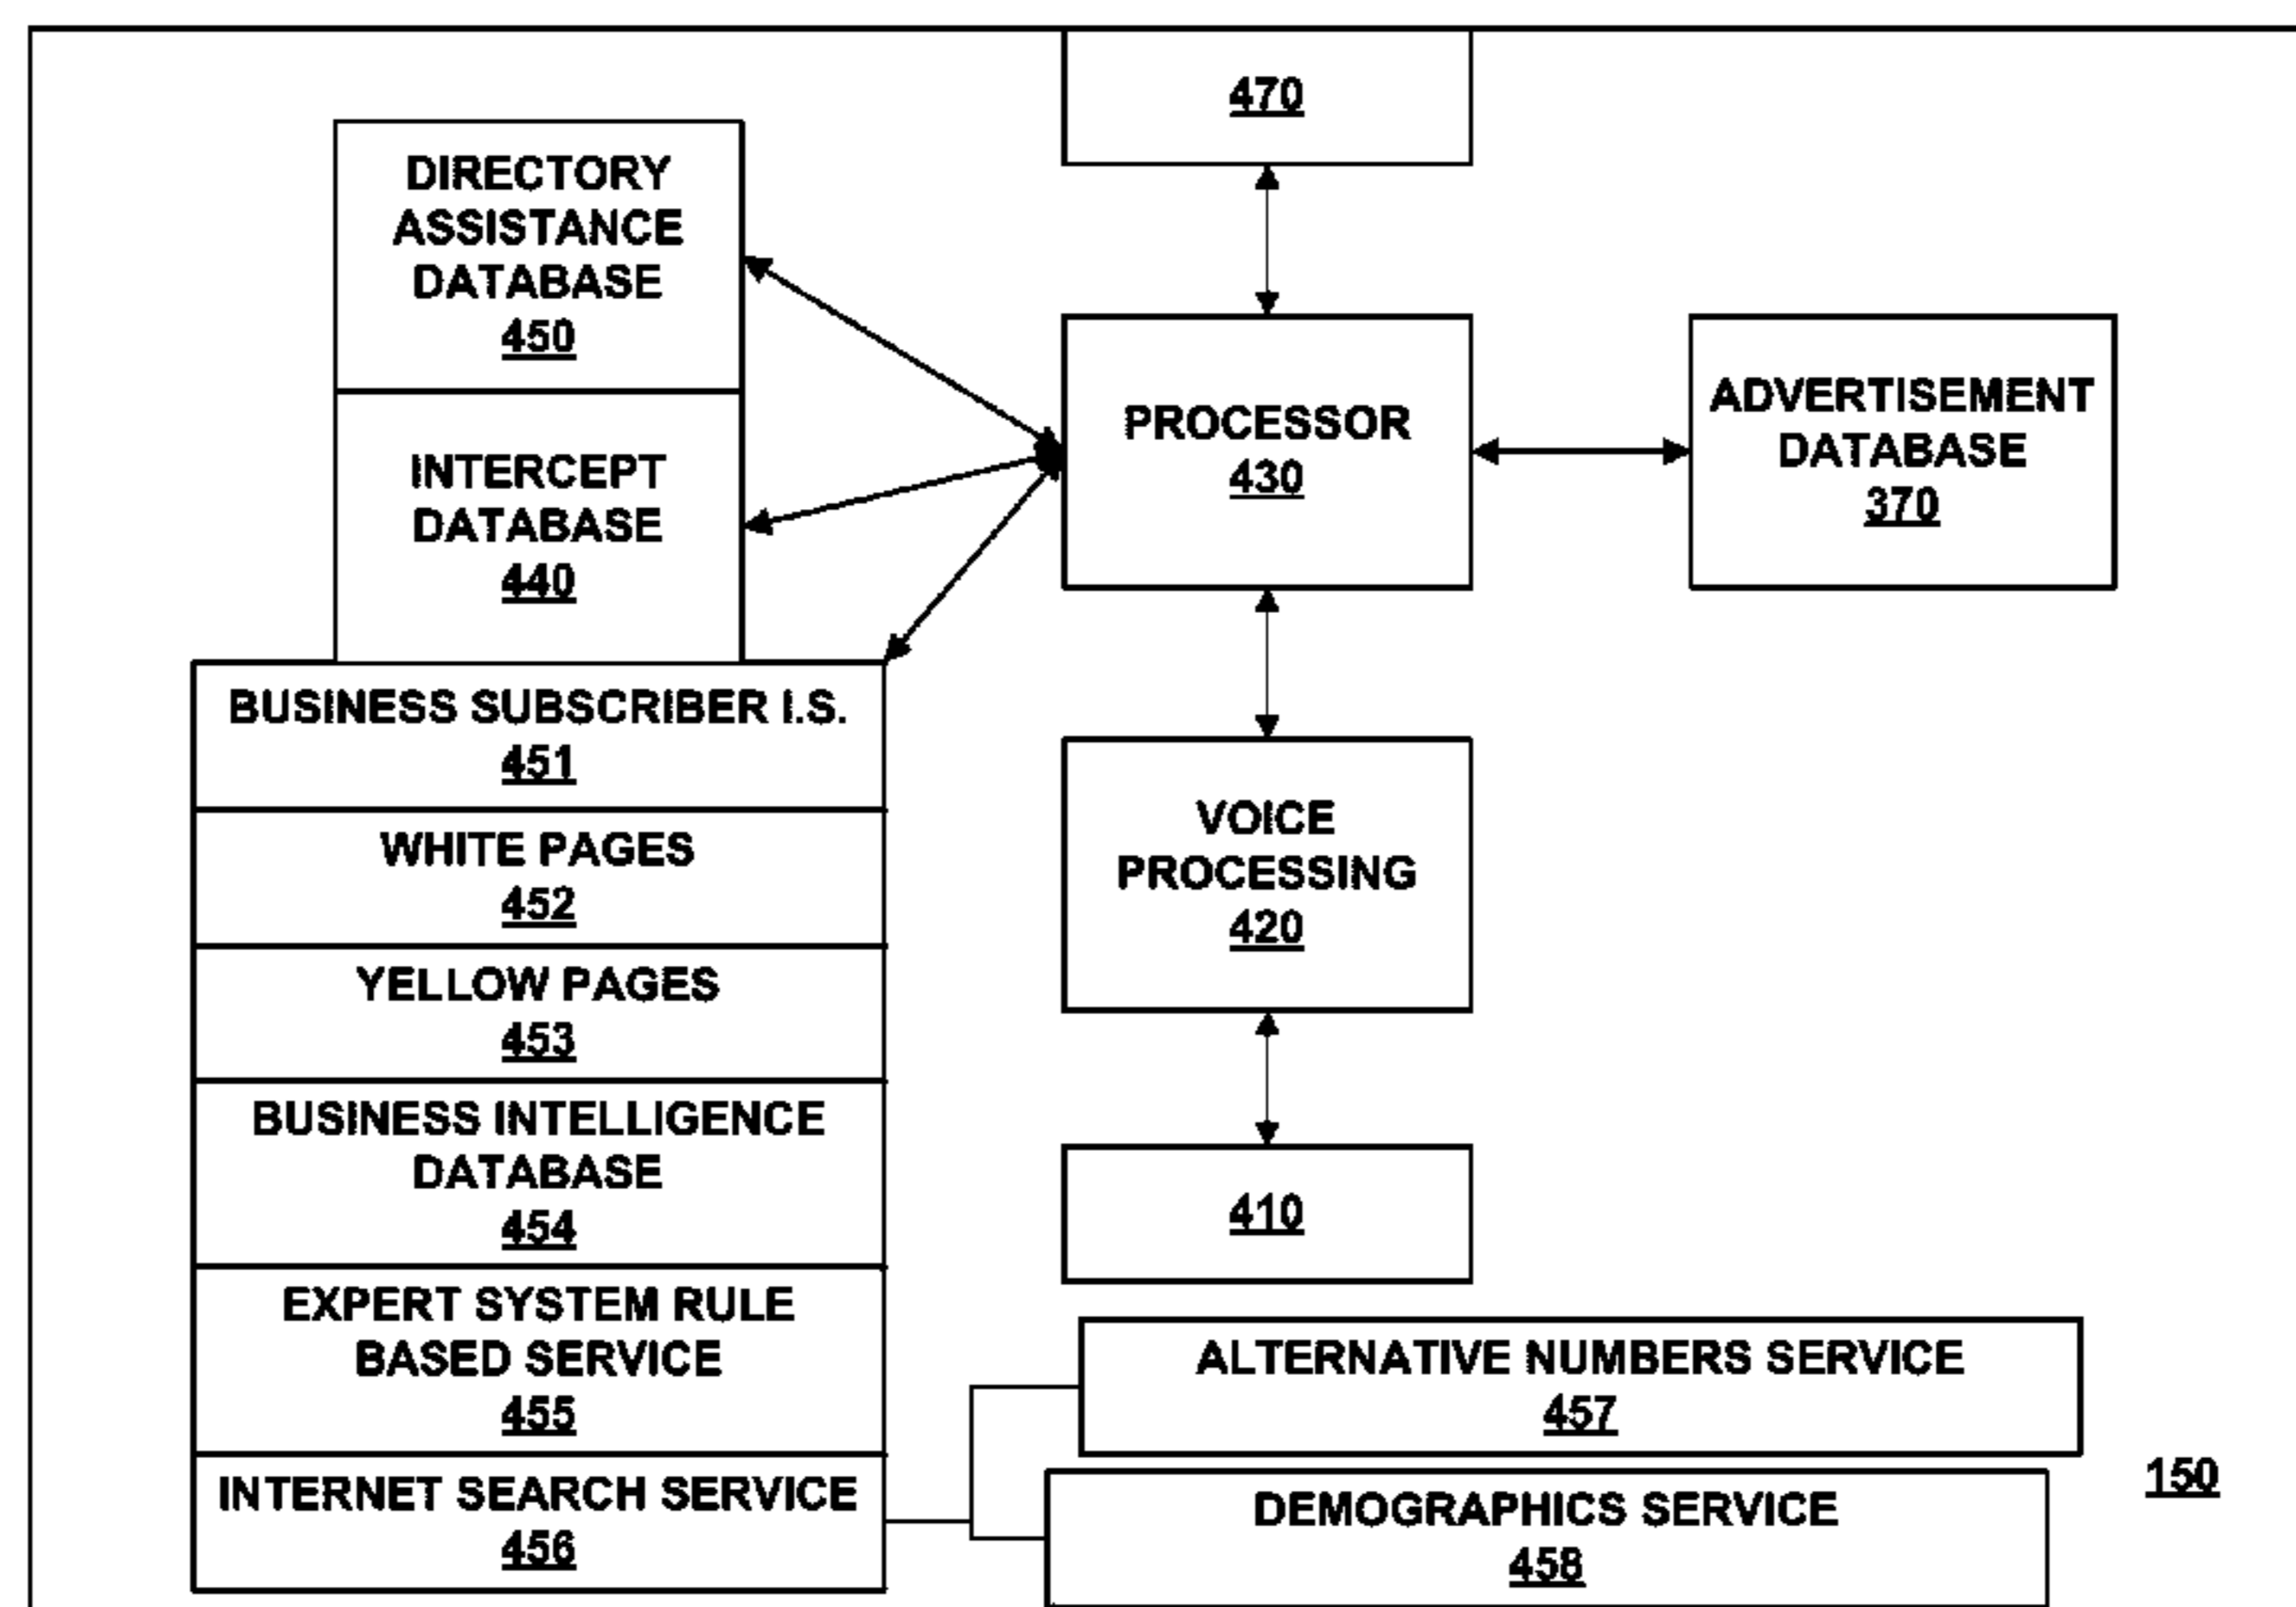 470
DIRECTORY
ASSISTANCE
DATABASE
450
INTERCEPT
DATABASE
440
PROCESSOR
430
ADVERTISEMENT
DATABASE
370
BUSINESS SUBSCRIBER I.S.
451
WHITE PAGES
452
YELLOW PAGES
453
BUSINESS INTELLIGENCE
DATABASE
454
EXPERT SYSTEM RULE
BASED SERVICE
455
INTERNET SEARCH SERVICE
456
VOICE
PROCESSING
420
410
ALTERNATIVE NUMBERS SERVICE
457
DEMOGRAPHICS SERVICE
458
150